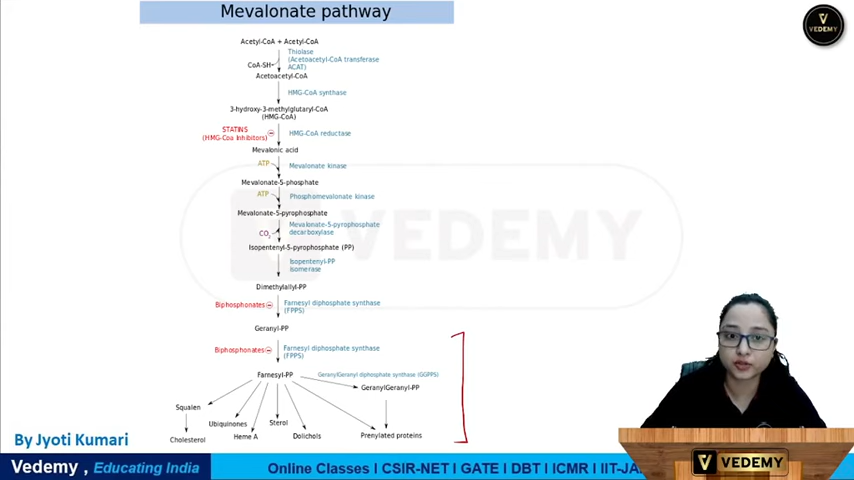 Mevalonate pathway
VEDEMY
Acetyl-CoA + Acetyl-CoA
Thiolase
(Acetoacetyl-CoA transferase
ACAT)
CoA-SH
Acetoacetyl-CoA
HMG-CoA synthase
3-hydroxy-3-methylglutaryl-CoA
(HMG-CoA)
STATINS
(HMG-Coa Inhibitors)
HMG-CoA reductase
Mevalonic acid
ATP
Mevalonate kinase
Mevalonate-5-phosphate
ATP
Phosphomevalonate kinase
Mevalonate-5-pyrophosphate
CO2
Mevalonate-5-pyrophosphate
decarboxylase
Isopentenyl-5-pyrophosphate (PP)
Isopentenyl-PP
Isomerase
Dimethylallyl-PP
Biphosphonates
Farnesyl diphosphate synthase
(FPPS)
Geranyl-PP
Biphosphonates
Farnesyl diphosphate synthase
(FPPS)
Farnesyl-PP
GeranylGeranyl diphosphate synthase (GGPPS)
GeranylGeranyl-PP
Squalen
Ubiquinones
Sterol
Cholesterol
Heme A
Dolichols
Prenylated proteins
VEDEMY
By Jyoti Kumari
VEDEMY
Vedemy , Educating India
Online Classes I CSIR-NET I GATE I DBT I ICMR I IIT-JA